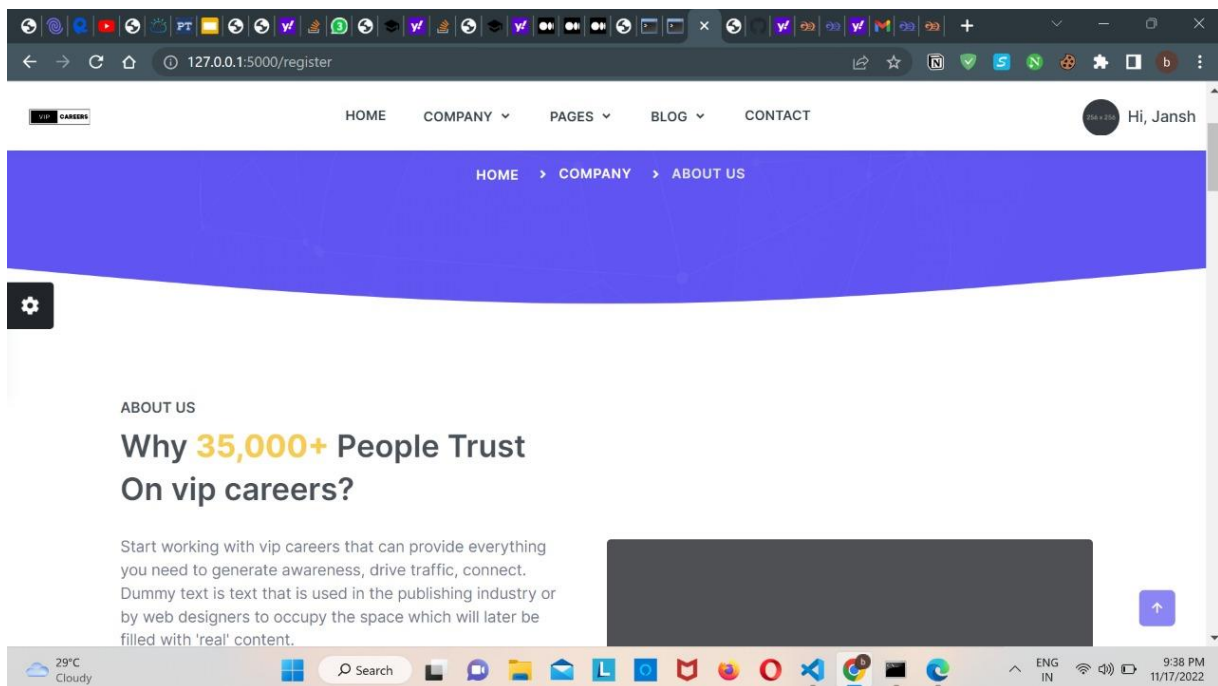 127.0.0.1:5000/register
VIP CAREERS
HOME COMPANY PAGES BLOG CONTACT
256 x 256
Hi, Jansh
HOME > COMPANY > ABOUT US
ABOUT US
Why 35,000+ People Trust
On vip careers?
Start working with vip careers that can provide everything
you need to generate awareness, drive traffic, connect.
Dummy text is text that is used in the publishing industry or
by web designers to occupy the space which will later be
filled with 'real' content.
29°C
Cloudy
Search
ENG
IN
9:38 PM
11/17/2022